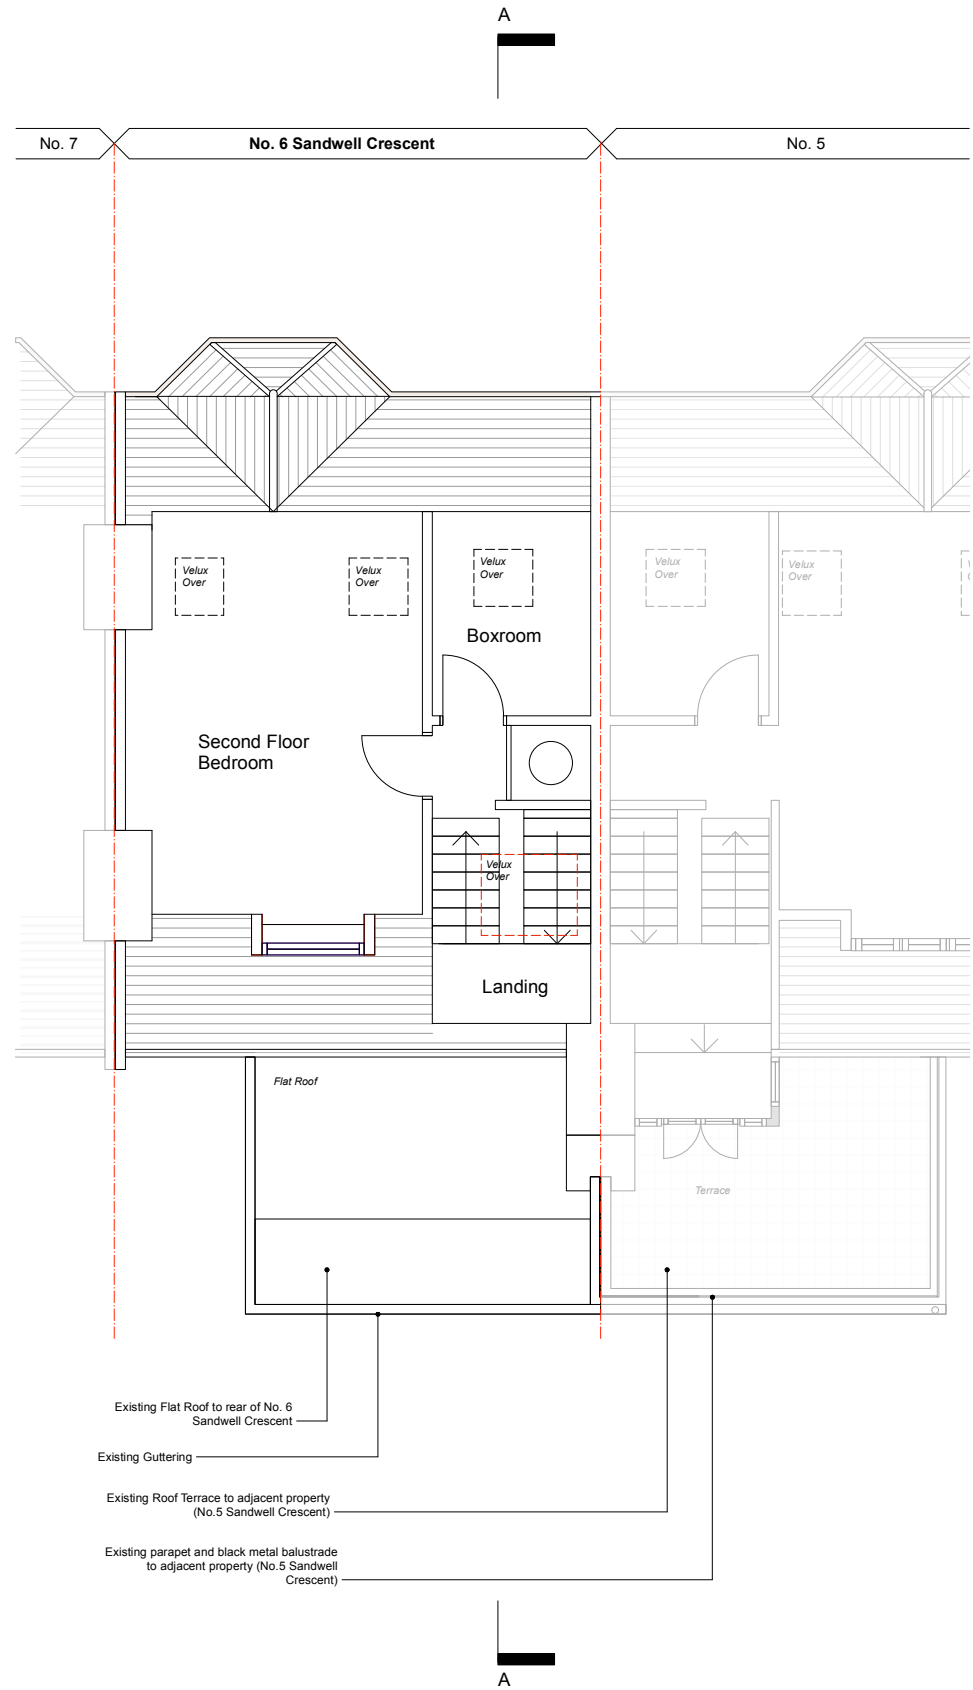 A
No. 7
No. 6 Sandwell Crescent
No. 5
Velux
Over
Velux
Over
Velux
Over
Velux
Over
Velux
Over
Boxroom
Second Floor
Bedroom
Velux
Over
Landing
Flat Roof
Terrace
Existing Flat Roof to rear of No. 6
Sandwell Crescent
Existing Guttering
Existing Roof Terrace to adjacent property
(No.5 Sandwell Crescent)
Existing parapet and black metal balustrade
to adjacent property (No.5 Sandwell
Crescent)
A